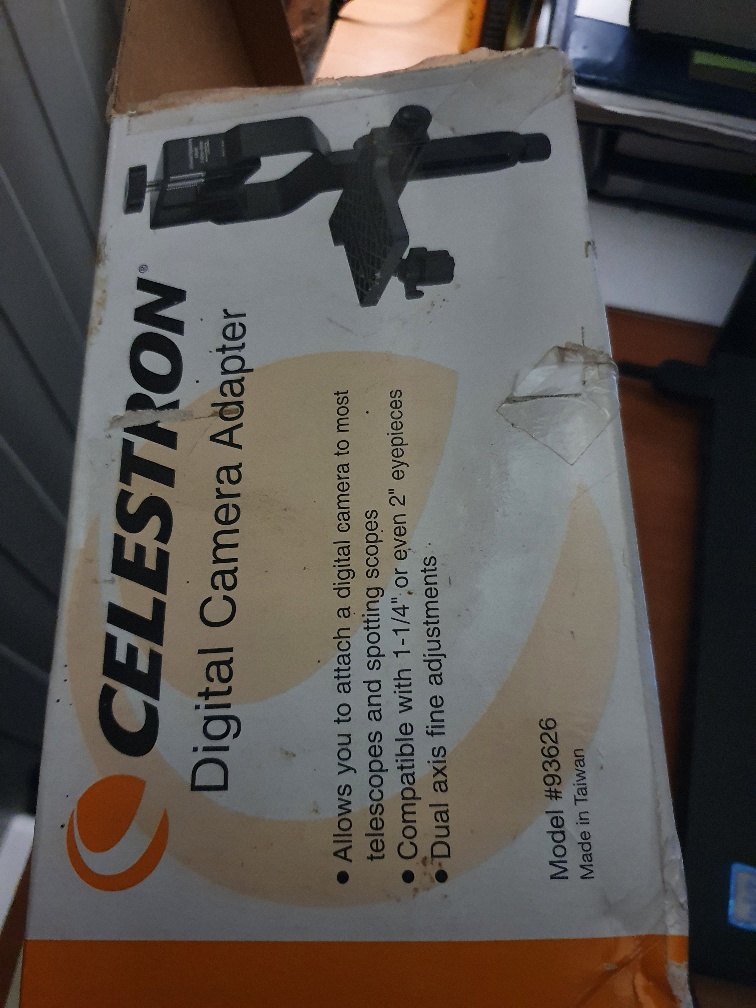 CELESTRON®
Digital Camera Adapter
● Allows you to attach a digital camera to most
telescopes and spotting scopes
● Compatible with 1-1/4" or even 2" eyepieces
● Dual axis fine adjustments
Model #93626
Made in Taiwan